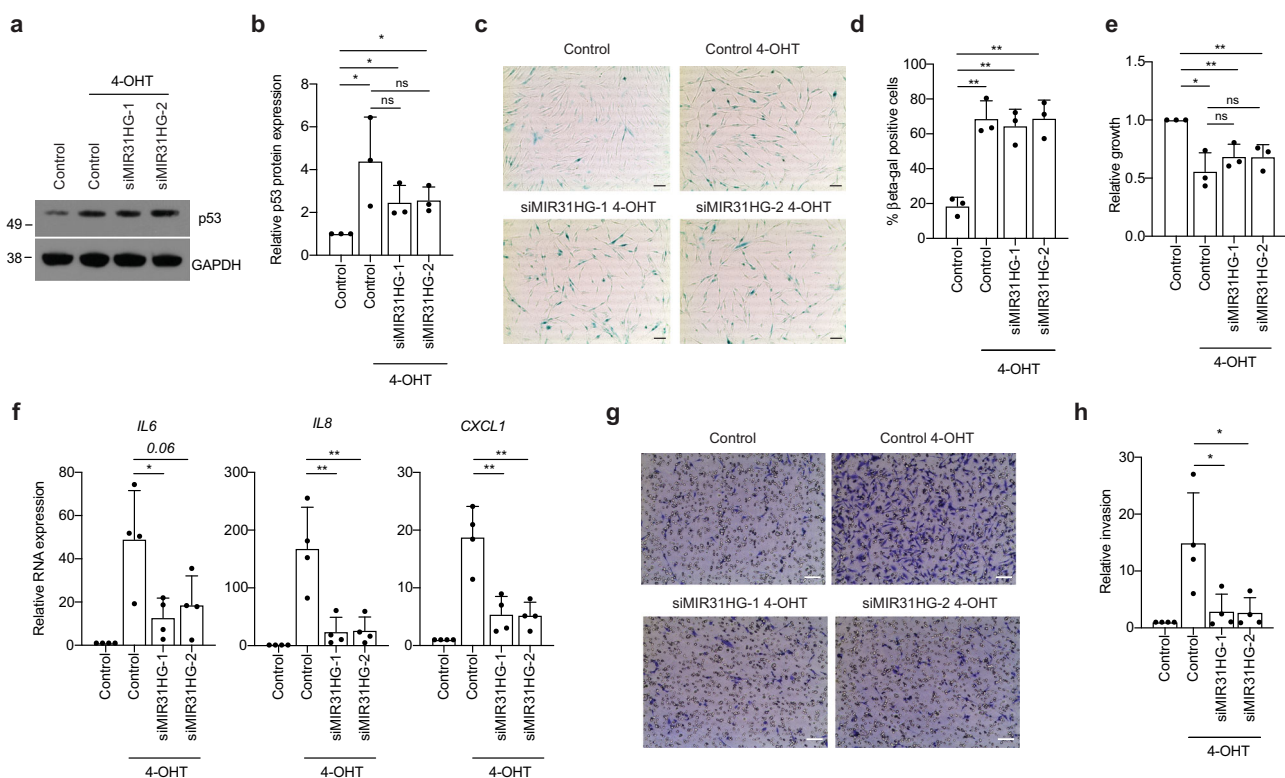 a
4-OHT
Control
Control
siMIR31HG-1
siMIR31HG-2
49
p53
38
GAPDH
b
Relative p53 protein expression
8
6
4
2
0
*
*
*
ns
ns
Control
Control
siMIR31HG-1
siMIR31HG-2
4-OHT
c
Control
Control 4-OHT
siMIR31HG-1 4-OHT
siMIR31HG-2 4-OHT
d
% βeta-gal positive cells
100
80
60
40
20
0
**
**
**
Control
Control
siMIR31HG-1
siMIR31HG-2
4-OHT
e
Relative growth
1.5
1.0
0.5
0.0
**
**
*
ns
ns
Control
Control
siMIR31HG-1
siMIR31HG-2
4-OHT
f
Relative RNA expression
IL6
0.06
*
80
60
40
20
0
Control
Control
siMIR31HG-1
siMIR31HG-2
4-OHT
IL8
**
**
300
200
100
0
Control
Control
siMIR31HG-1
siMIR31HG-2
4-OHT
CXCL1
**
**
30
20
10
0
Control
Control
siMIR31HG-1
siMIR31HG-2
4-OHT
g
Control
Control 4-OHT
siMIR31HG-1 4-OHT
siMIR31HG-2 4-OHT
h
Relative invasion
30
20
10
0
*
*
Control
Control
siMIR31HG-1
siMIR31HG-2
4-OHT